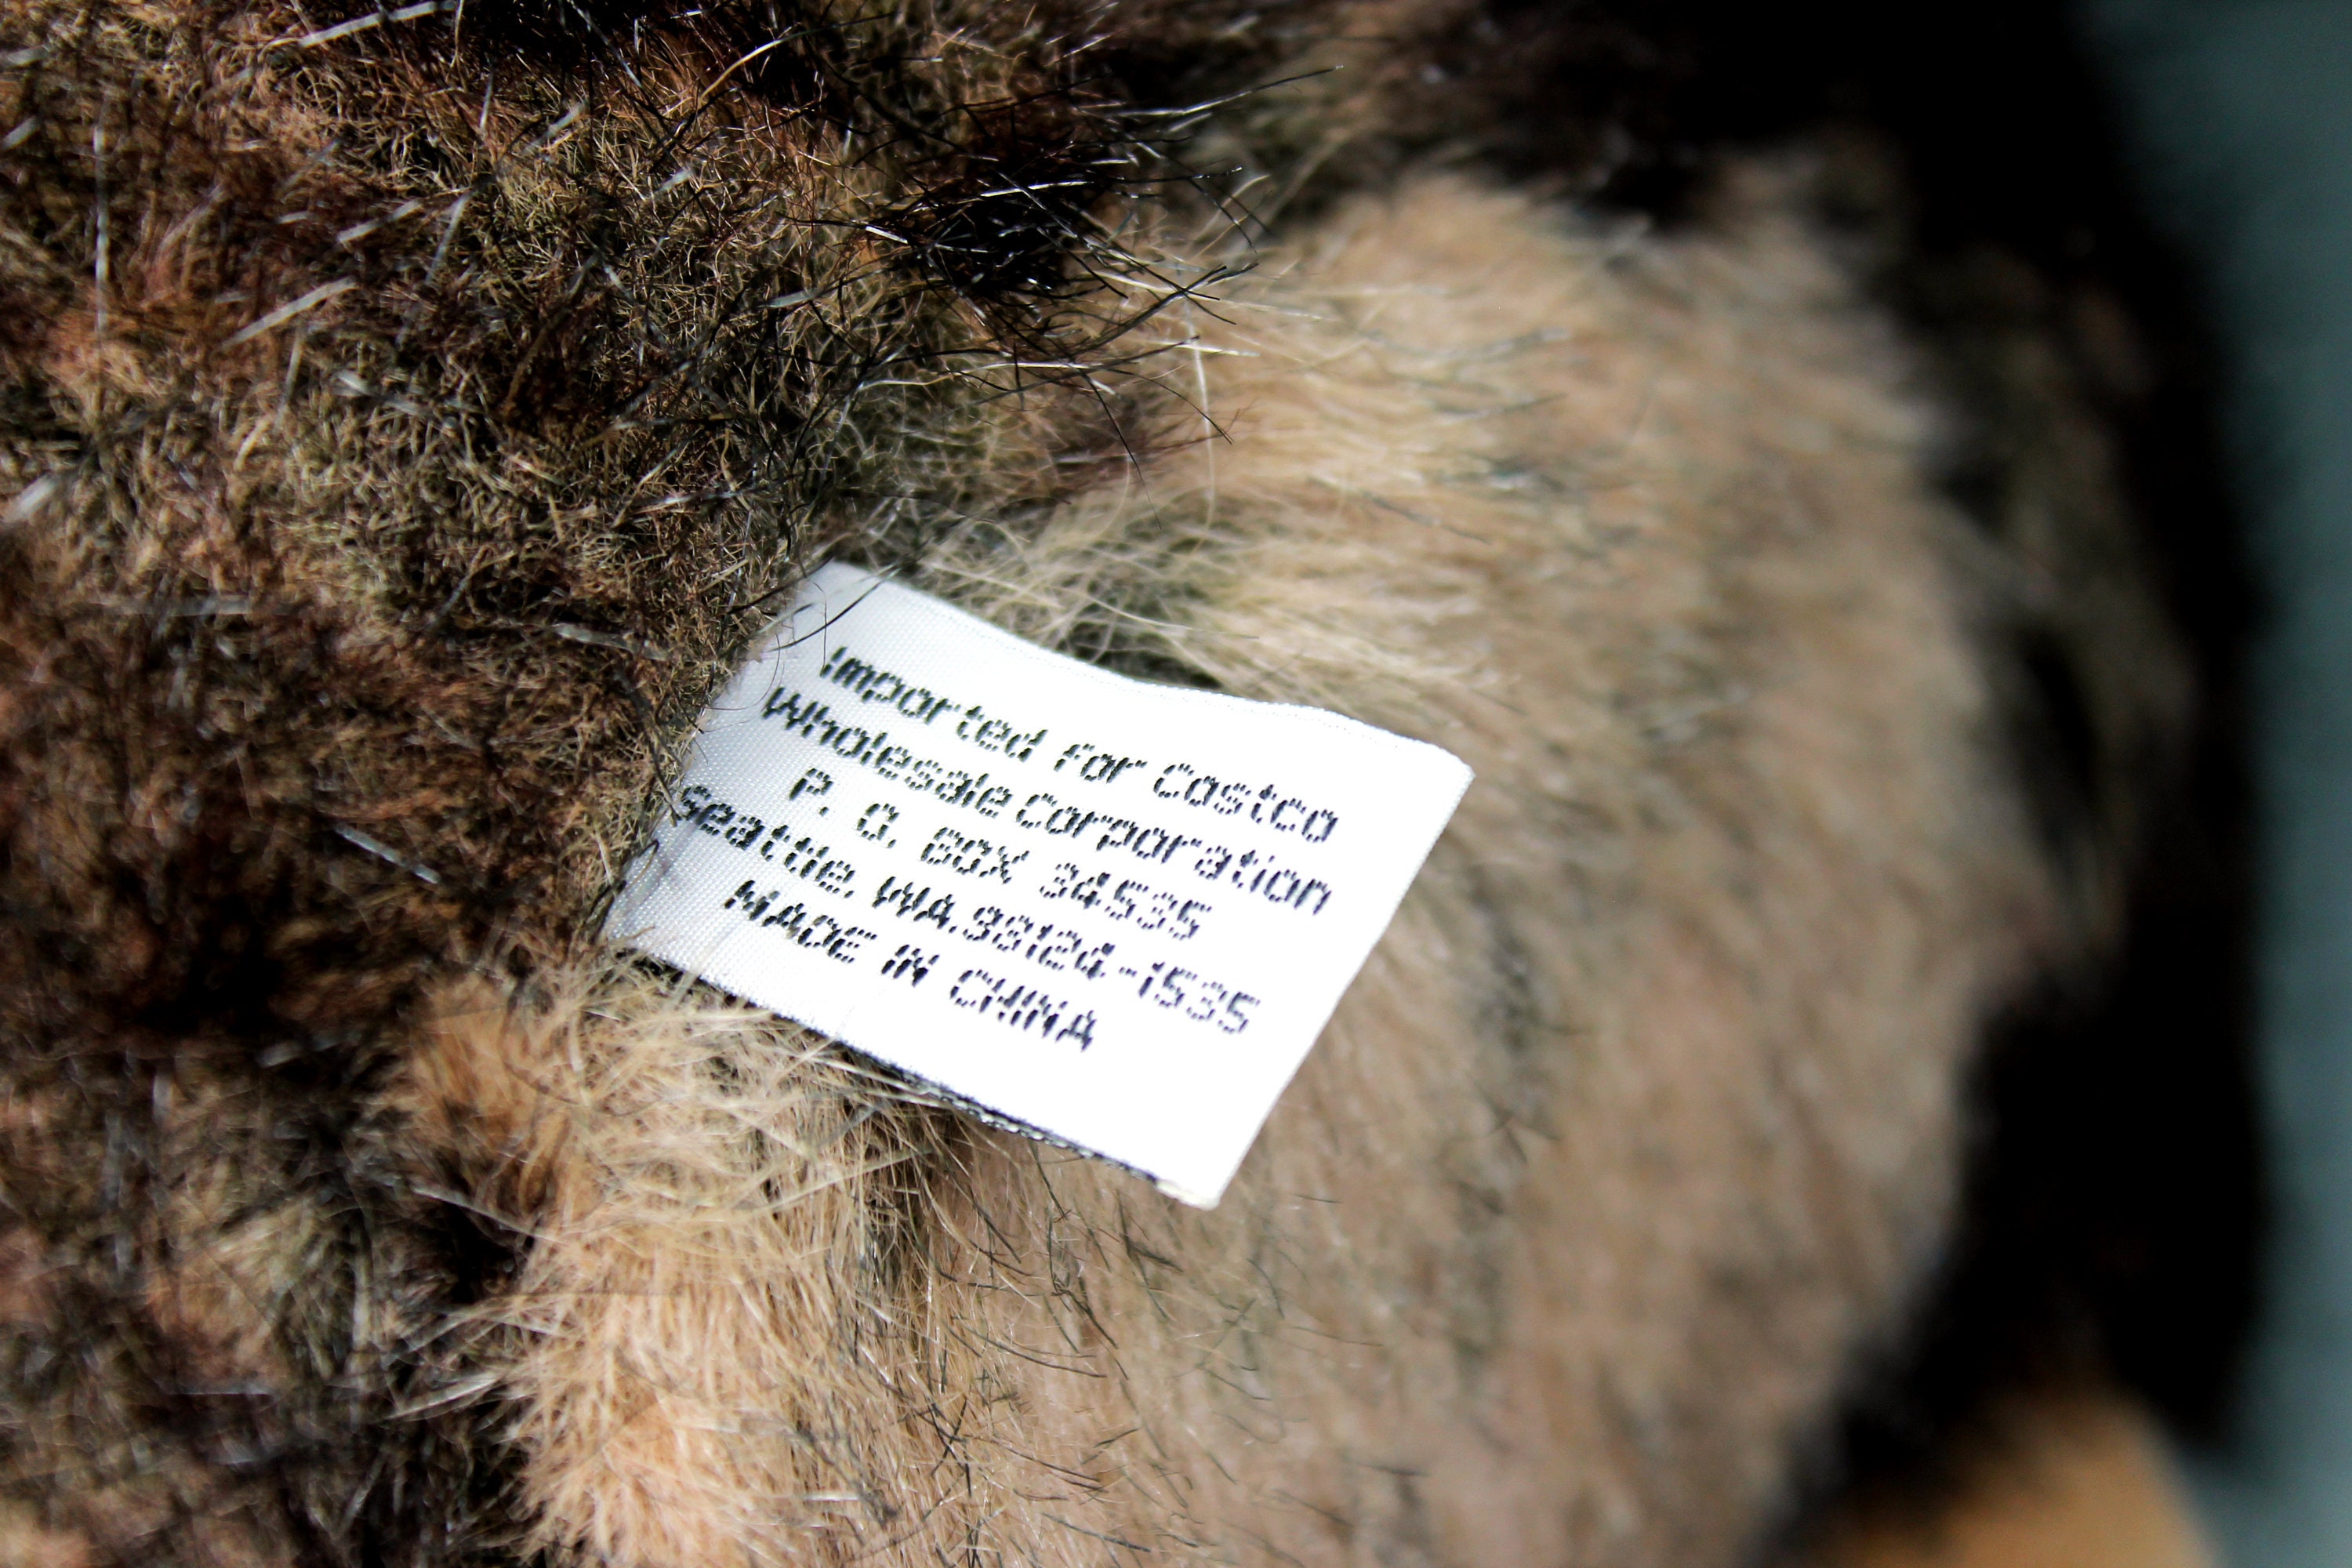 Imported for Costco
Wholesale Corporation
P. O. BOX 34535
Seattle, WA.98124-1535
MADE IN CHINA